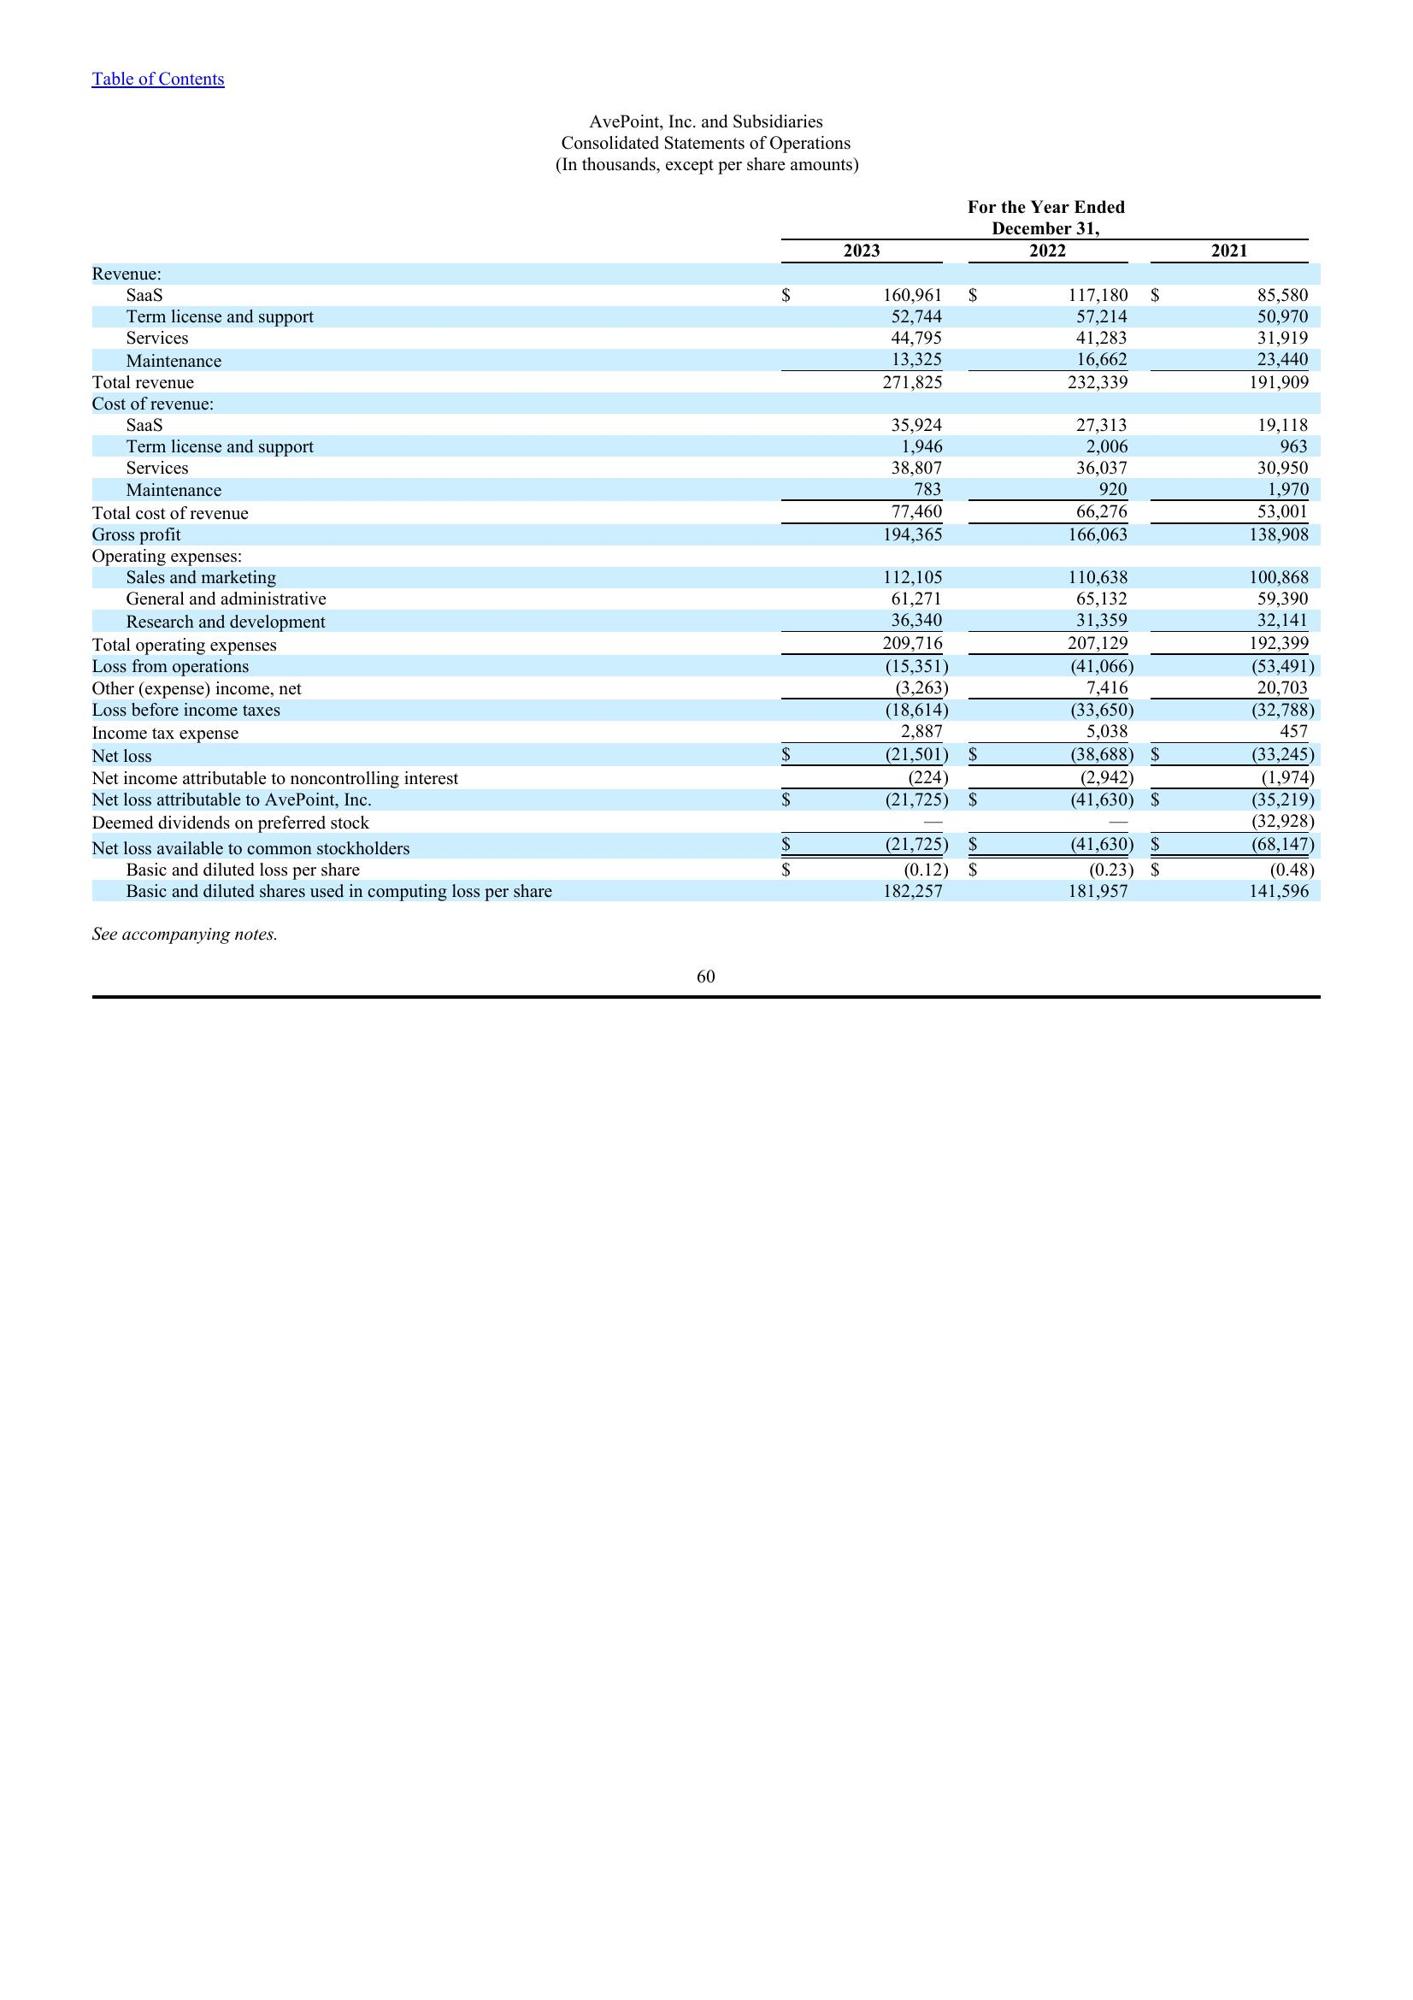 Table of Contents
AvePoint, Inc. and Subsidiaries
Consolidated Statements of Operations
(In thousands, except per share amounts)
For the Year Ended
December 31,
2023 2022 2021
Revenue:
SaaS $ 160,961 $ 117,180 $ 85,580
Term license and support 52,744 57,214 50,970
Services 44,795 41,283 31,919
Maintenance 13,325 16,662 23,440
Total revenue 271,825 232,339 191,909
Cost of revenue:
SaaS 35,924 27,313 19,118
Term license and support 1,946 2,006 963
Services 38,807 36,037 30,950
Maintenance 783 920 1,970
Total cost of revenue 77,460 66,276 53,001
Gross profit 194,365 166,063 138,908
Operating expenses:
Sales and marketing 112,105 110,638 100,868
General and administrative 61,271 65,132 59,390
Research and development 36,340 31,359 32,141
Total operating expenses 209,716 207,129 192,399
Loss from operations (15,351) (41,066) (53,491)
Other (expense) income, net (3,263) 7,416 20,703
Loss before income taxes (18,614) (33,650) (32,788)
Income tax expense 2,887 5,038 457
Net loss $ (21,501) $ (38,688) $ (33,245)
Net income attributable to noncontrolling interest (224) (2,942) (1,974)
Net loss attributable to AvePoint, Inc. $ (21,725) $ (41,630) $ (35,219)
Deemed dividends on preferred stock — — (32,928)
Net loss available to common stockholders $ (21,725) $ (41,630) $ (68,147)
Basic and diluted loss per share $ (0.12) $ (0.23) $ (0.48)
Basic and diluted shares used in computing loss per share 182,257 181,957 141,596
See accompanying notes.
60